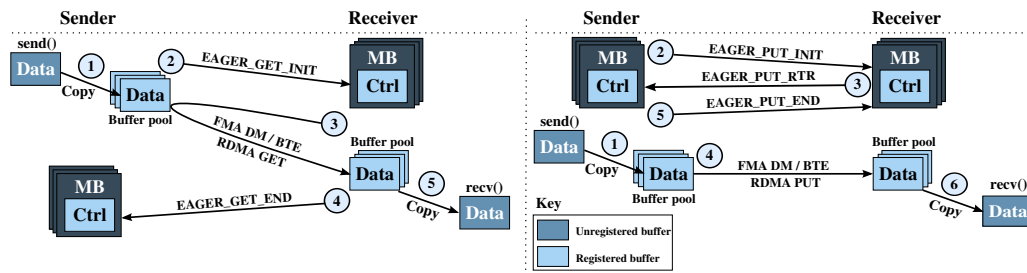 Sender
Receiver
send()
Data
1
Copy
Data
Buffer pool
2
EAGER_GET_INIT
MB
Ctrl
3
FMA DM / BTE
RDMA GET
Buffer pool
Data
MB
Ctrl
EAGER_GET_END
4
5
Copy
recv()
Data
Sender
Receiver
MB
Ctrl
2
EAGER_PUT_INIT
EAGER_PUT_RTR
3
5
EAGER_PUT_END
MB
Ctrl
send()
Data
1
Copy
Data
Buffer pool
4
FMA DM / BTE
RDMA PUT
Buffer pool
Data
6
Copy
recv()
Data
Key
Unregistered buffer
Registered buffer